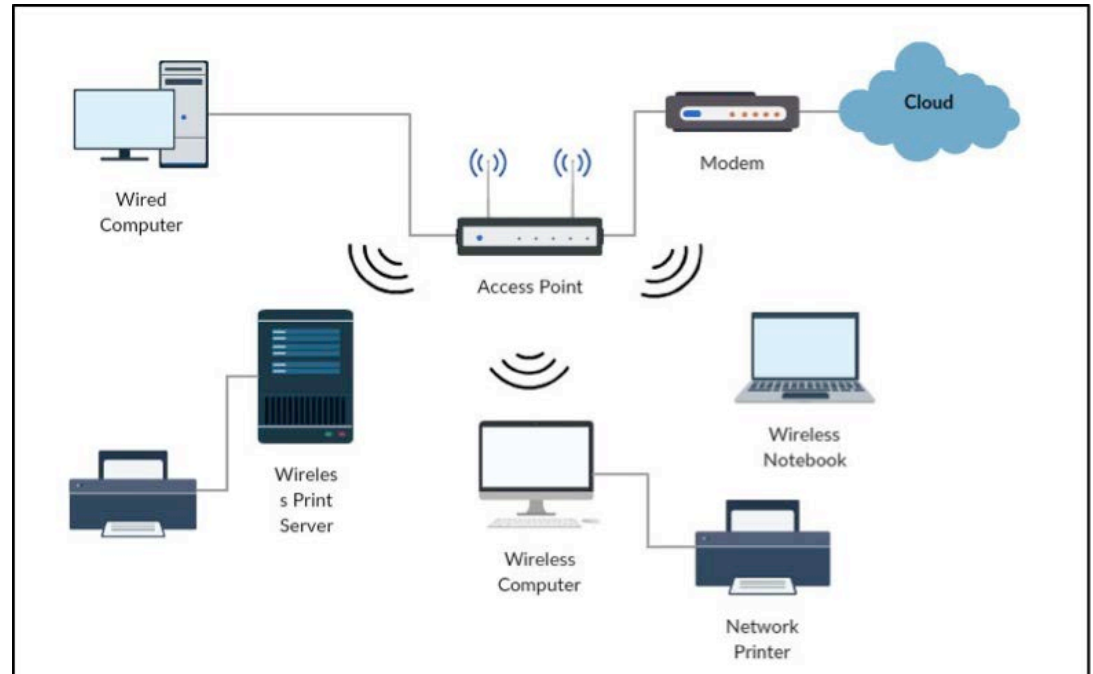 Cloud
Modem
Wired
Computer
Access Point
Wireless
Notebook
Wireles
s Print
Server
Wireless
Computer
Network
Printer